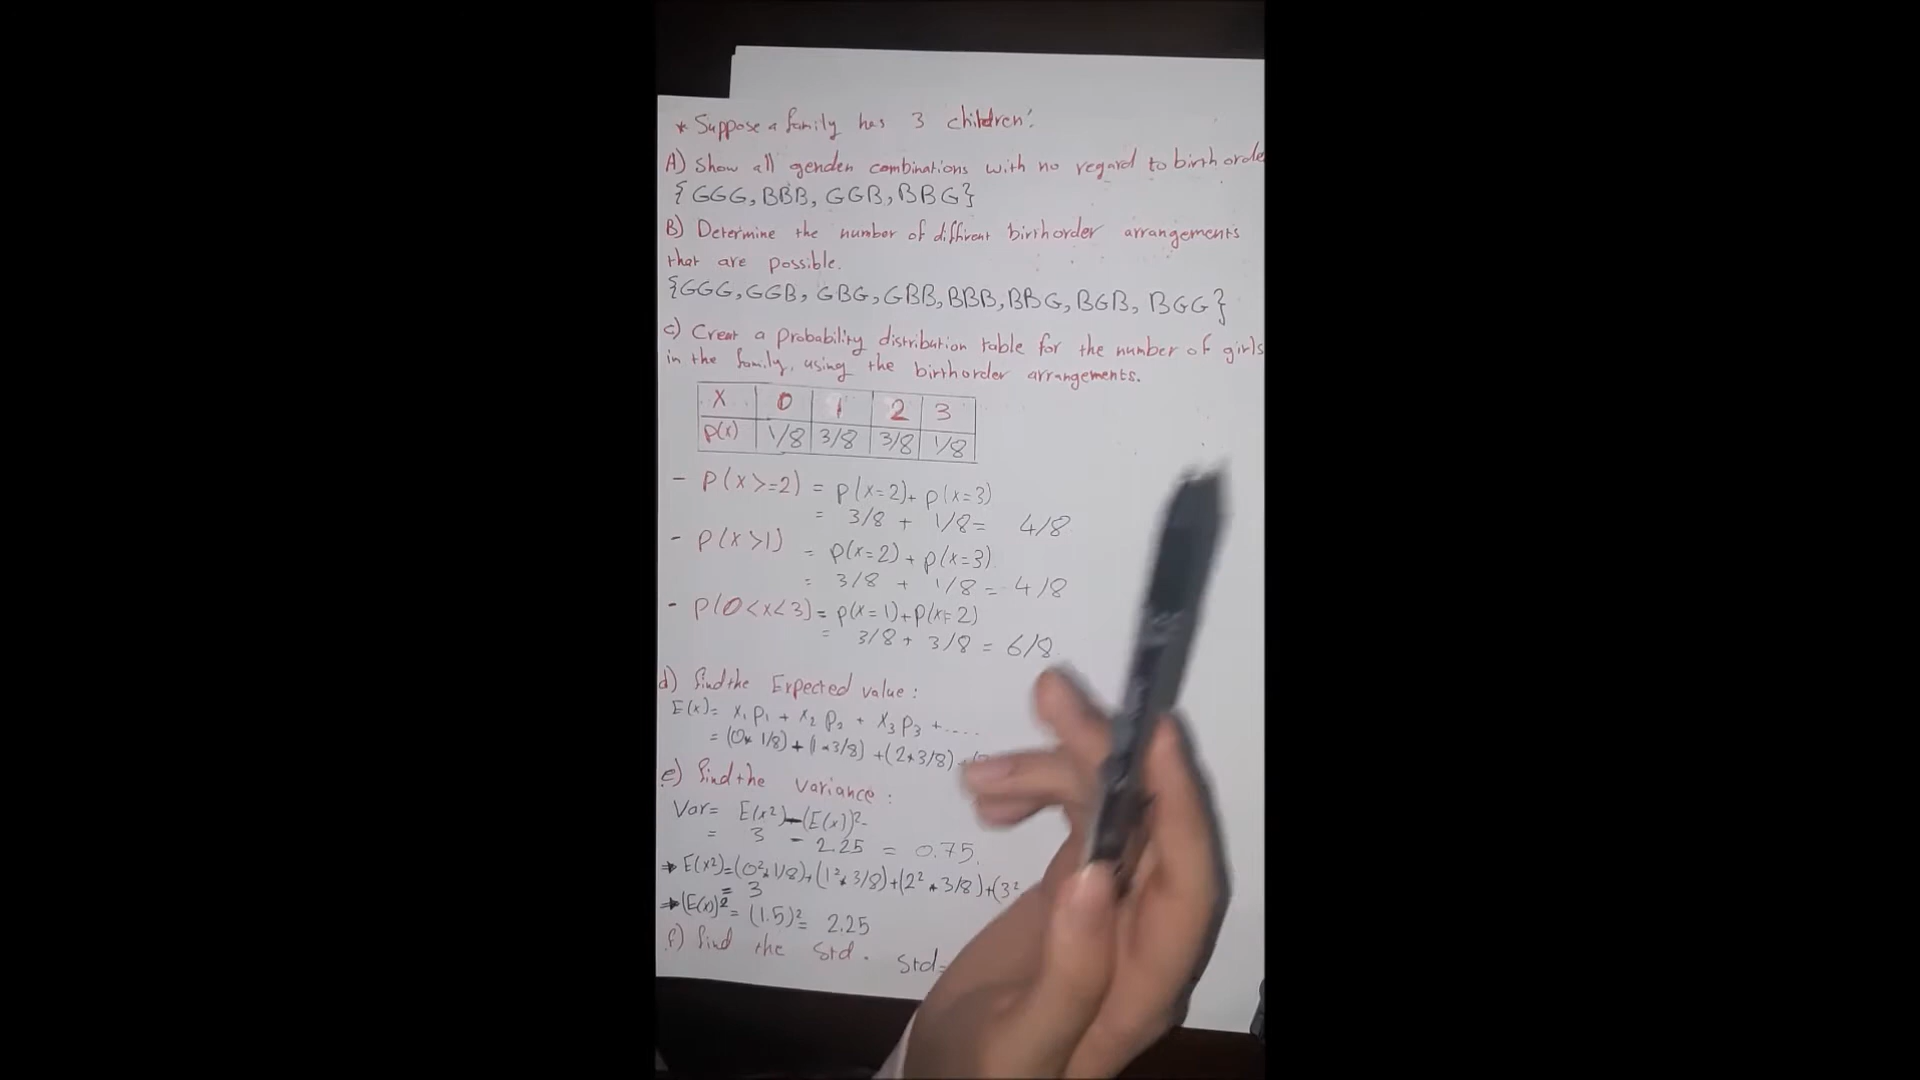 * Suppose a family has 3 children:
A) Show all gender combinations with no regard to birth orde
{GGG, BBB, GGB, BBG}
B) Determine the number of diffirent birth order arrangements
that are possible.
{GGG, GGB, GBG, GBB, BBB, BBG, BGB, BGG}
c) Creat a probability distribution table for the number of girls
in the family, using the birthorder arrangements.
X 0 1 2 3
P(x) 1/8 3/8 3/8 1/8
- P(x>=2) = P(x=2)+ P(x=3)
= 3/8 + 1/8 = 4/8
- P(x>1) = P(x=2) + P(x=3)
= 3/8 + 1/8 = 4/8
- P(0<x<3) = P(x=1)+P(x=2)
= 3/8 + 3/8 = 6/8
d) find the Expected value:
E(x) = x₁ p₁ + x₂ p₂ + x₃ p₃ + .....
= (0* 1/8) + (1*3/8) + (2*3/8) +
e) find the variance:
Var = E(x²) - (E(x))²
= 3 - 2.25 = 0.75
→ E(x²) = (0²*1/8)+(1²*3/8)+(2²*3/8)+(3²
= 3
→ (E(x))² = (1.5)² = 2.25
f) find the Std. Std=